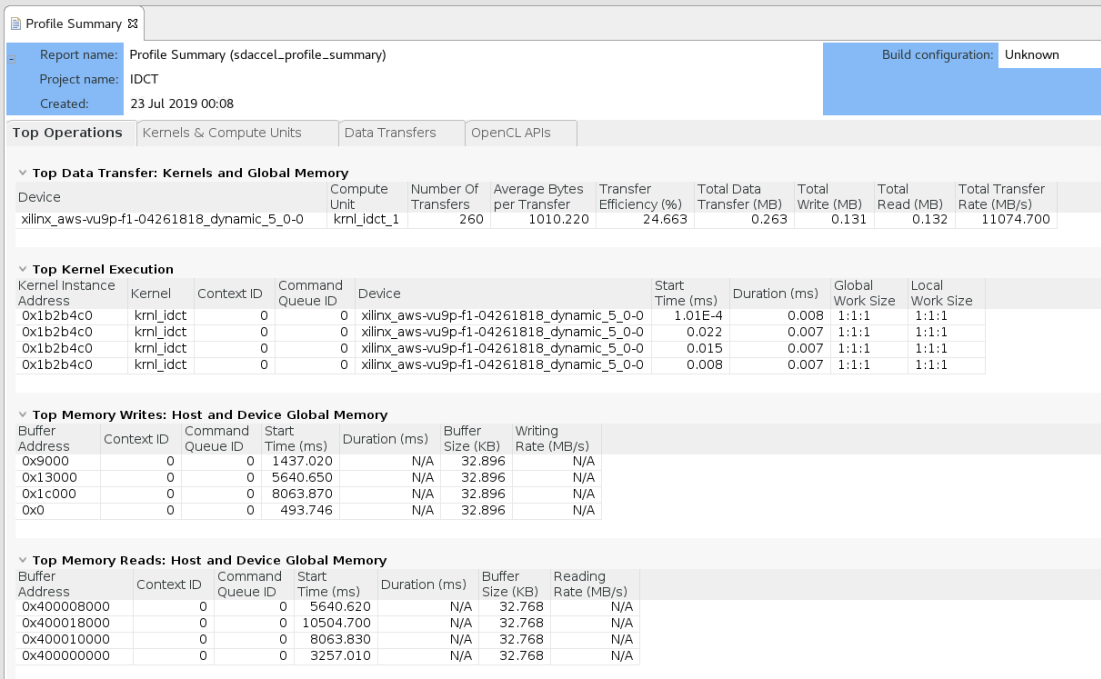 Profile Summary
Report name: Profile Summary (sdaccel_profile_summary) Build configuration: Unknown
Project name: IDCT
Created: 23 Jul 2019 00:08
Top Operations Kernels & Compute Units Data Transfers OpenCL APIs
Top Data Transfer: Kernels and Global Memory
Device Compute Unit Number Of Transfers Average Bytes per Transfer Transfer Efficiency (%) Total Data Transfer (MB) Total Write (MB) Total Read (MB) Total Transfer Rate (MB/s)
xilinx_aws-vu9p-f1-04261818_dynamic_5_0-0 krnl_idct_1 260 1010.220 24.663 0.263 0.131 0.132 11074.700
Top Kernel Execution
Kernel Instance Address Kernel Context ID Command Queue ID Device Start Time (ms) Duration (ms) Global Work Size Local Work Size
0x1b2b4c0 krnl_idct 0 0 xilinx_aws-vu9p-f1-04261818_dynamic_5_0-0 1.01E-4 0.008 1:1:1 1:1:1
0x1b2b4c0 krnl_idct 0 0 xilinx_aws-vu9p-f1-04261818_dynamic_5_0-0 0.022 0.007 1:1:1 1:1:1
0x1b2b4c0 krnl_idct 0 0 xilinx_aws-vu9p-f1-04261818_dynamic_5_0-0 0.015 0.007 1:1:1 1:1:1
0x1b2b4c0 krnl_idct 0 0 xilinx_aws-vu9p-f1-04261818_dynamic_5_0-0 0.008 0.007 1:1:1 1:1:1
Top Memory Writes: Host and Device Global Memory
Buffer Address Context ID Command Queue ID Start Time (ms) Duration (ms) Buffer Size (KB) Writing Rate (MB/s)
0x9000 0 0 1437.020 N/A 32.896 N/A
0x13000 0 0 5640.650 N/A 32.896 N/A
0x1c000 0 0 8063.870 N/A 32.896 N/A
0x0 0 0 493.746 N/A 32.896 N/A
Top Memory Reads: Host and Device Global Memory
Buffer Address Context ID Command Queue ID Start Time (ms) Duration (ms) Buffer Size (KB) Reading Rate (MB/s)
0x400008000 0 0 5640.620 N/A 32.768 N/A
0x400018000 0 0 10504.700 N/A 32.768 N/A
0x400010000 0 0 8063.830 N/A 32.768 N/A
0x400000000 0 0 3257.010 N/A 32.768 N/A